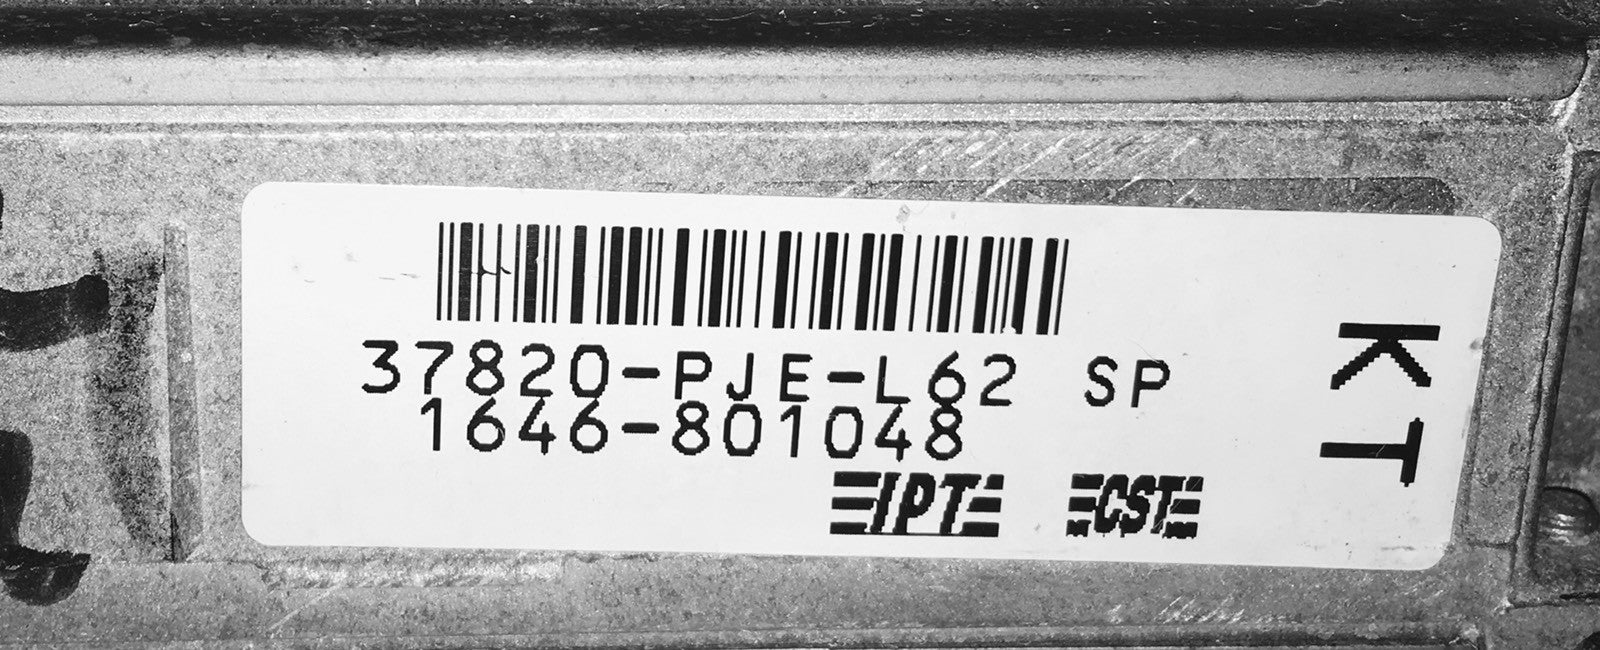 37820-PJE-L62 SP
1646-801048
IPT CST
KT